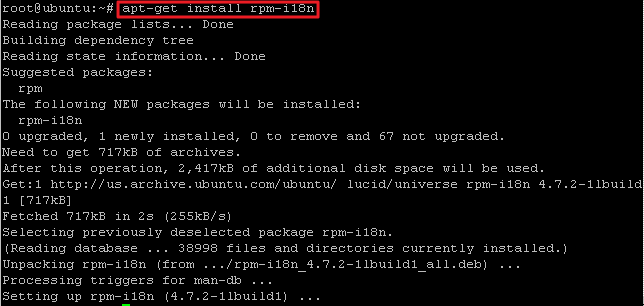 root@ubuntu:~# apt-get install rpm-i18n
Reading package lists... Done
Building dependency tree
Reading state information... Done
Suggested packages:
  rpm
The following NEW packages will be installed:
  rpm-i18n
0 upgraded, 1 newly installed, 0 to remove and 67 not upgraded.
Need to get 717kB of archives.
After this operation, 2,417kB of additional disk space will be used.
Get:1 http://us.archive.ubuntu.com/ubuntu/ lucid/universe rpm-i18n 4.7.2-1lbuild
1 [717kB]
Fetched 717kB in 2s (255kB/s)
Selecting previously deselected package rpm-i18n.
(Reading database ... 38998 files and directories currently installed.)
Unpacking rpm-i18n (from .../rpm-i18n_4.7.2-1lbuild1_all.deb) ...
Processing triggers for man-db ...
Setting up rpm-i18n (4.7.2-1lbuild1) ...